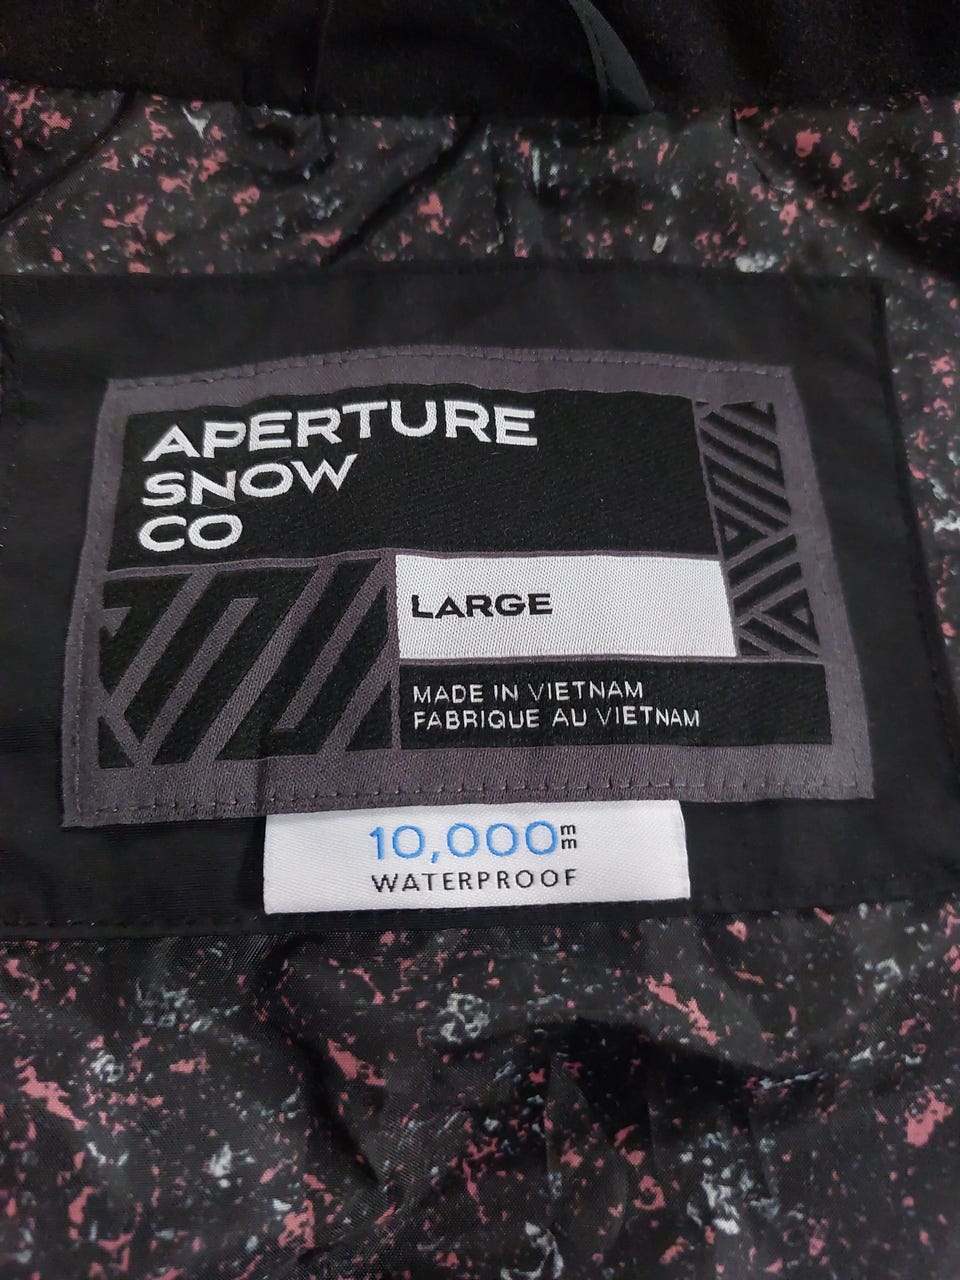 APERTURE
SNOW
CO
LARGE
MADE IN VIETNAM
FABRIQUE AU VIETNAM
10,000mm
WATERPROOF